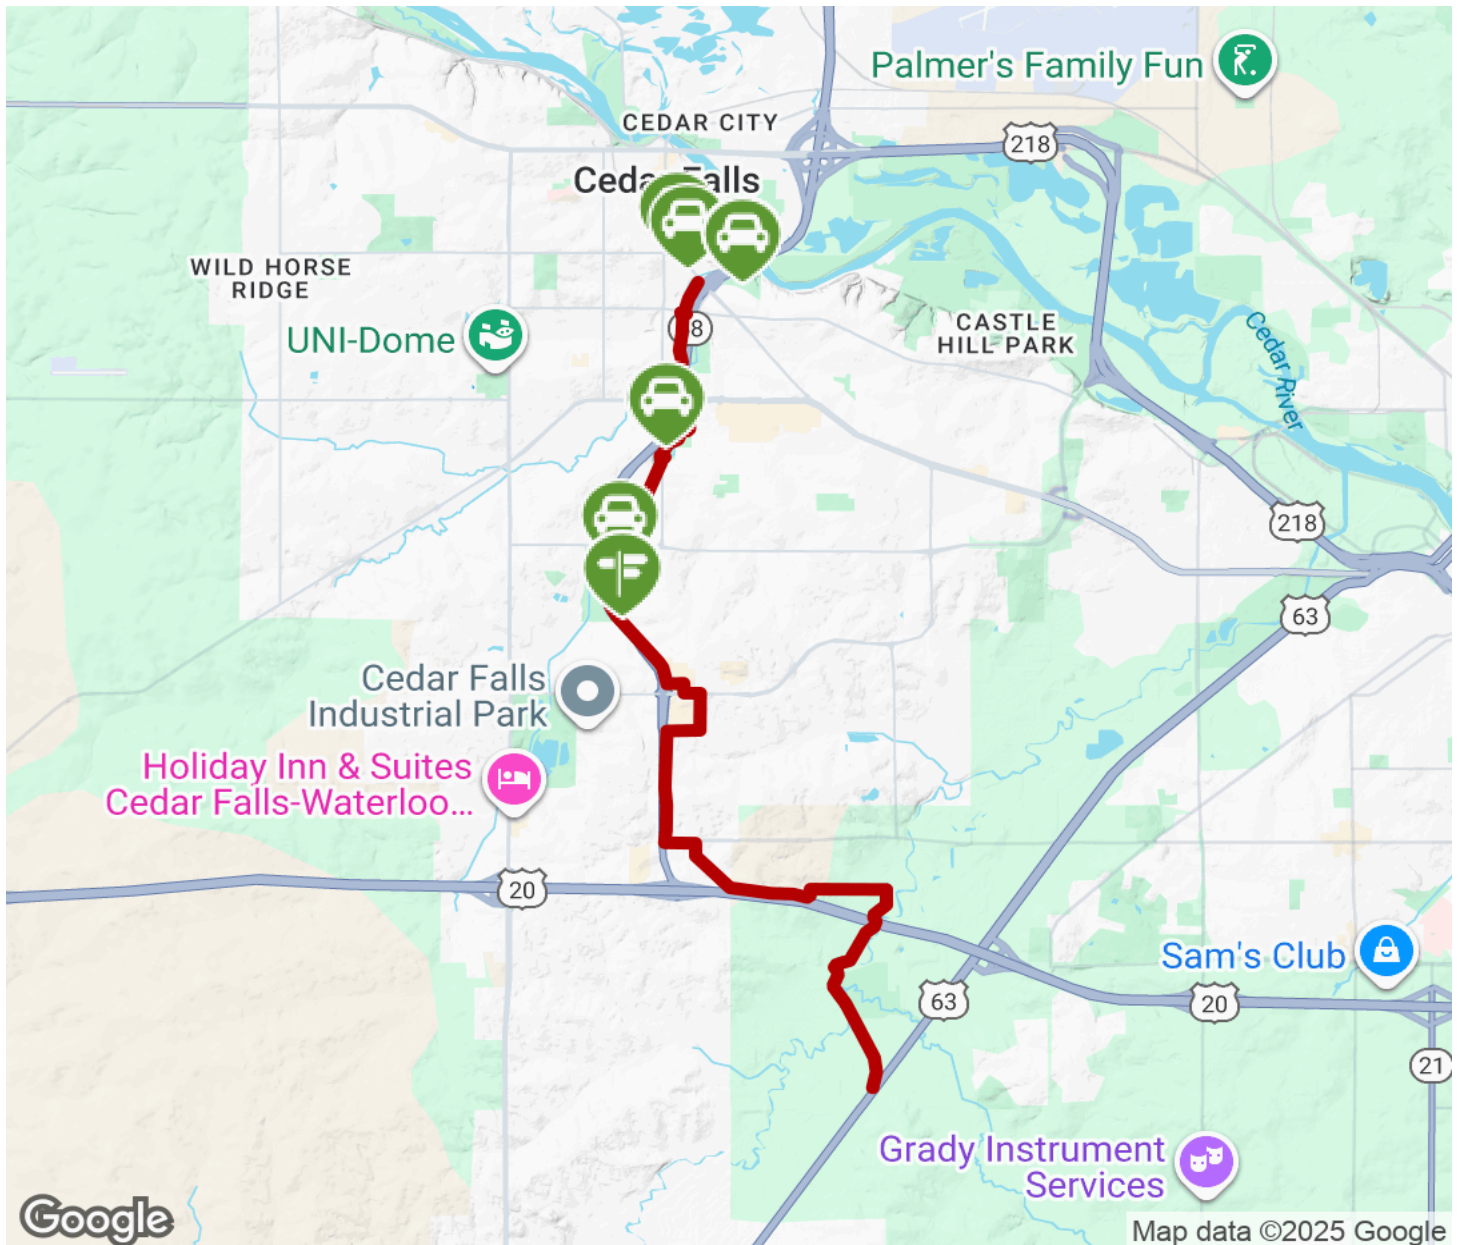 Palmer's Family Fun
CEDAR CITY
218
Cedar Falls
WILD HORSE
RIDGE
UNI-Dome
CASTLE
HILL PARK
Cedar River
218
63
Cedar Falls
Industrial Park
Holiday Inn & Suites
Cedar Falls-Waterloo...
20
Sam's Club
63
20
21
Grady Instrument
Services
Google
Map data ©2025 Google